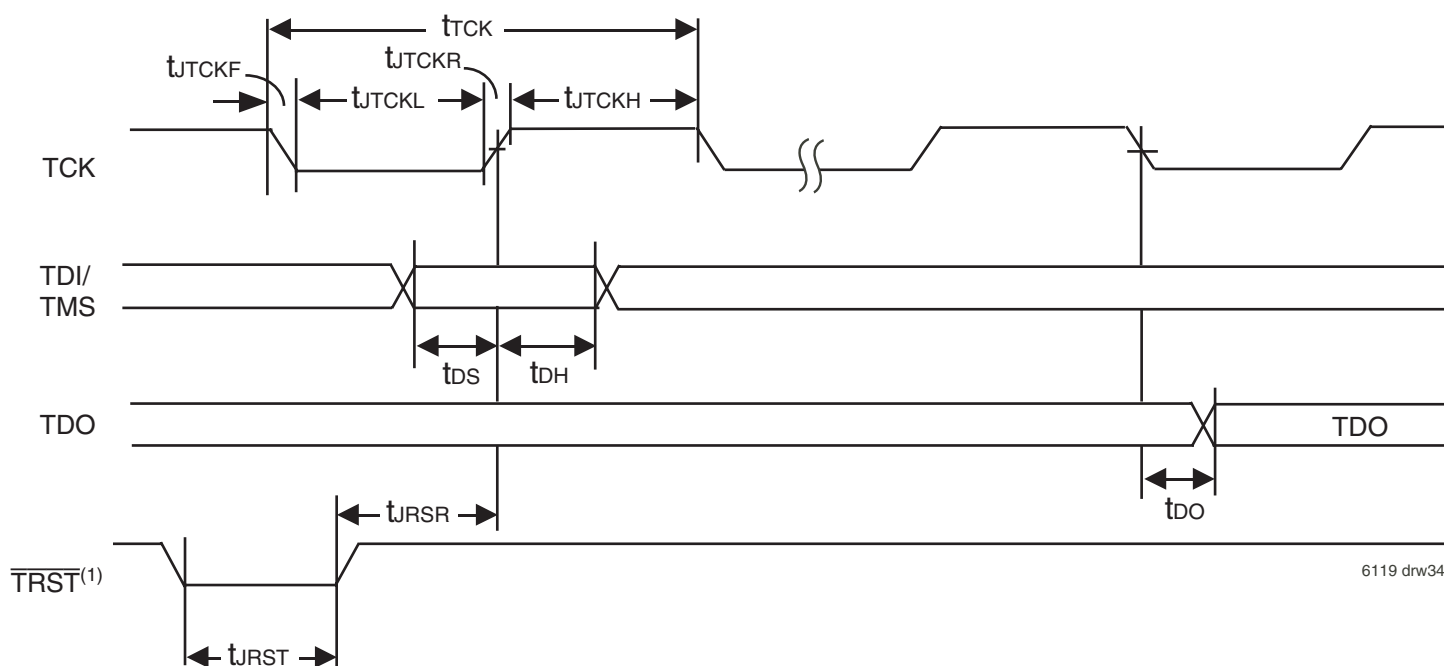 tTCK
tJTCKF
tJTCKR
tJTCKL
tJTCKH
TCK
TDI/
TMS
tDS
tDH
TDO
TDO
tDO
tJRSR
TRST(1)
6119 drw34
tJRST